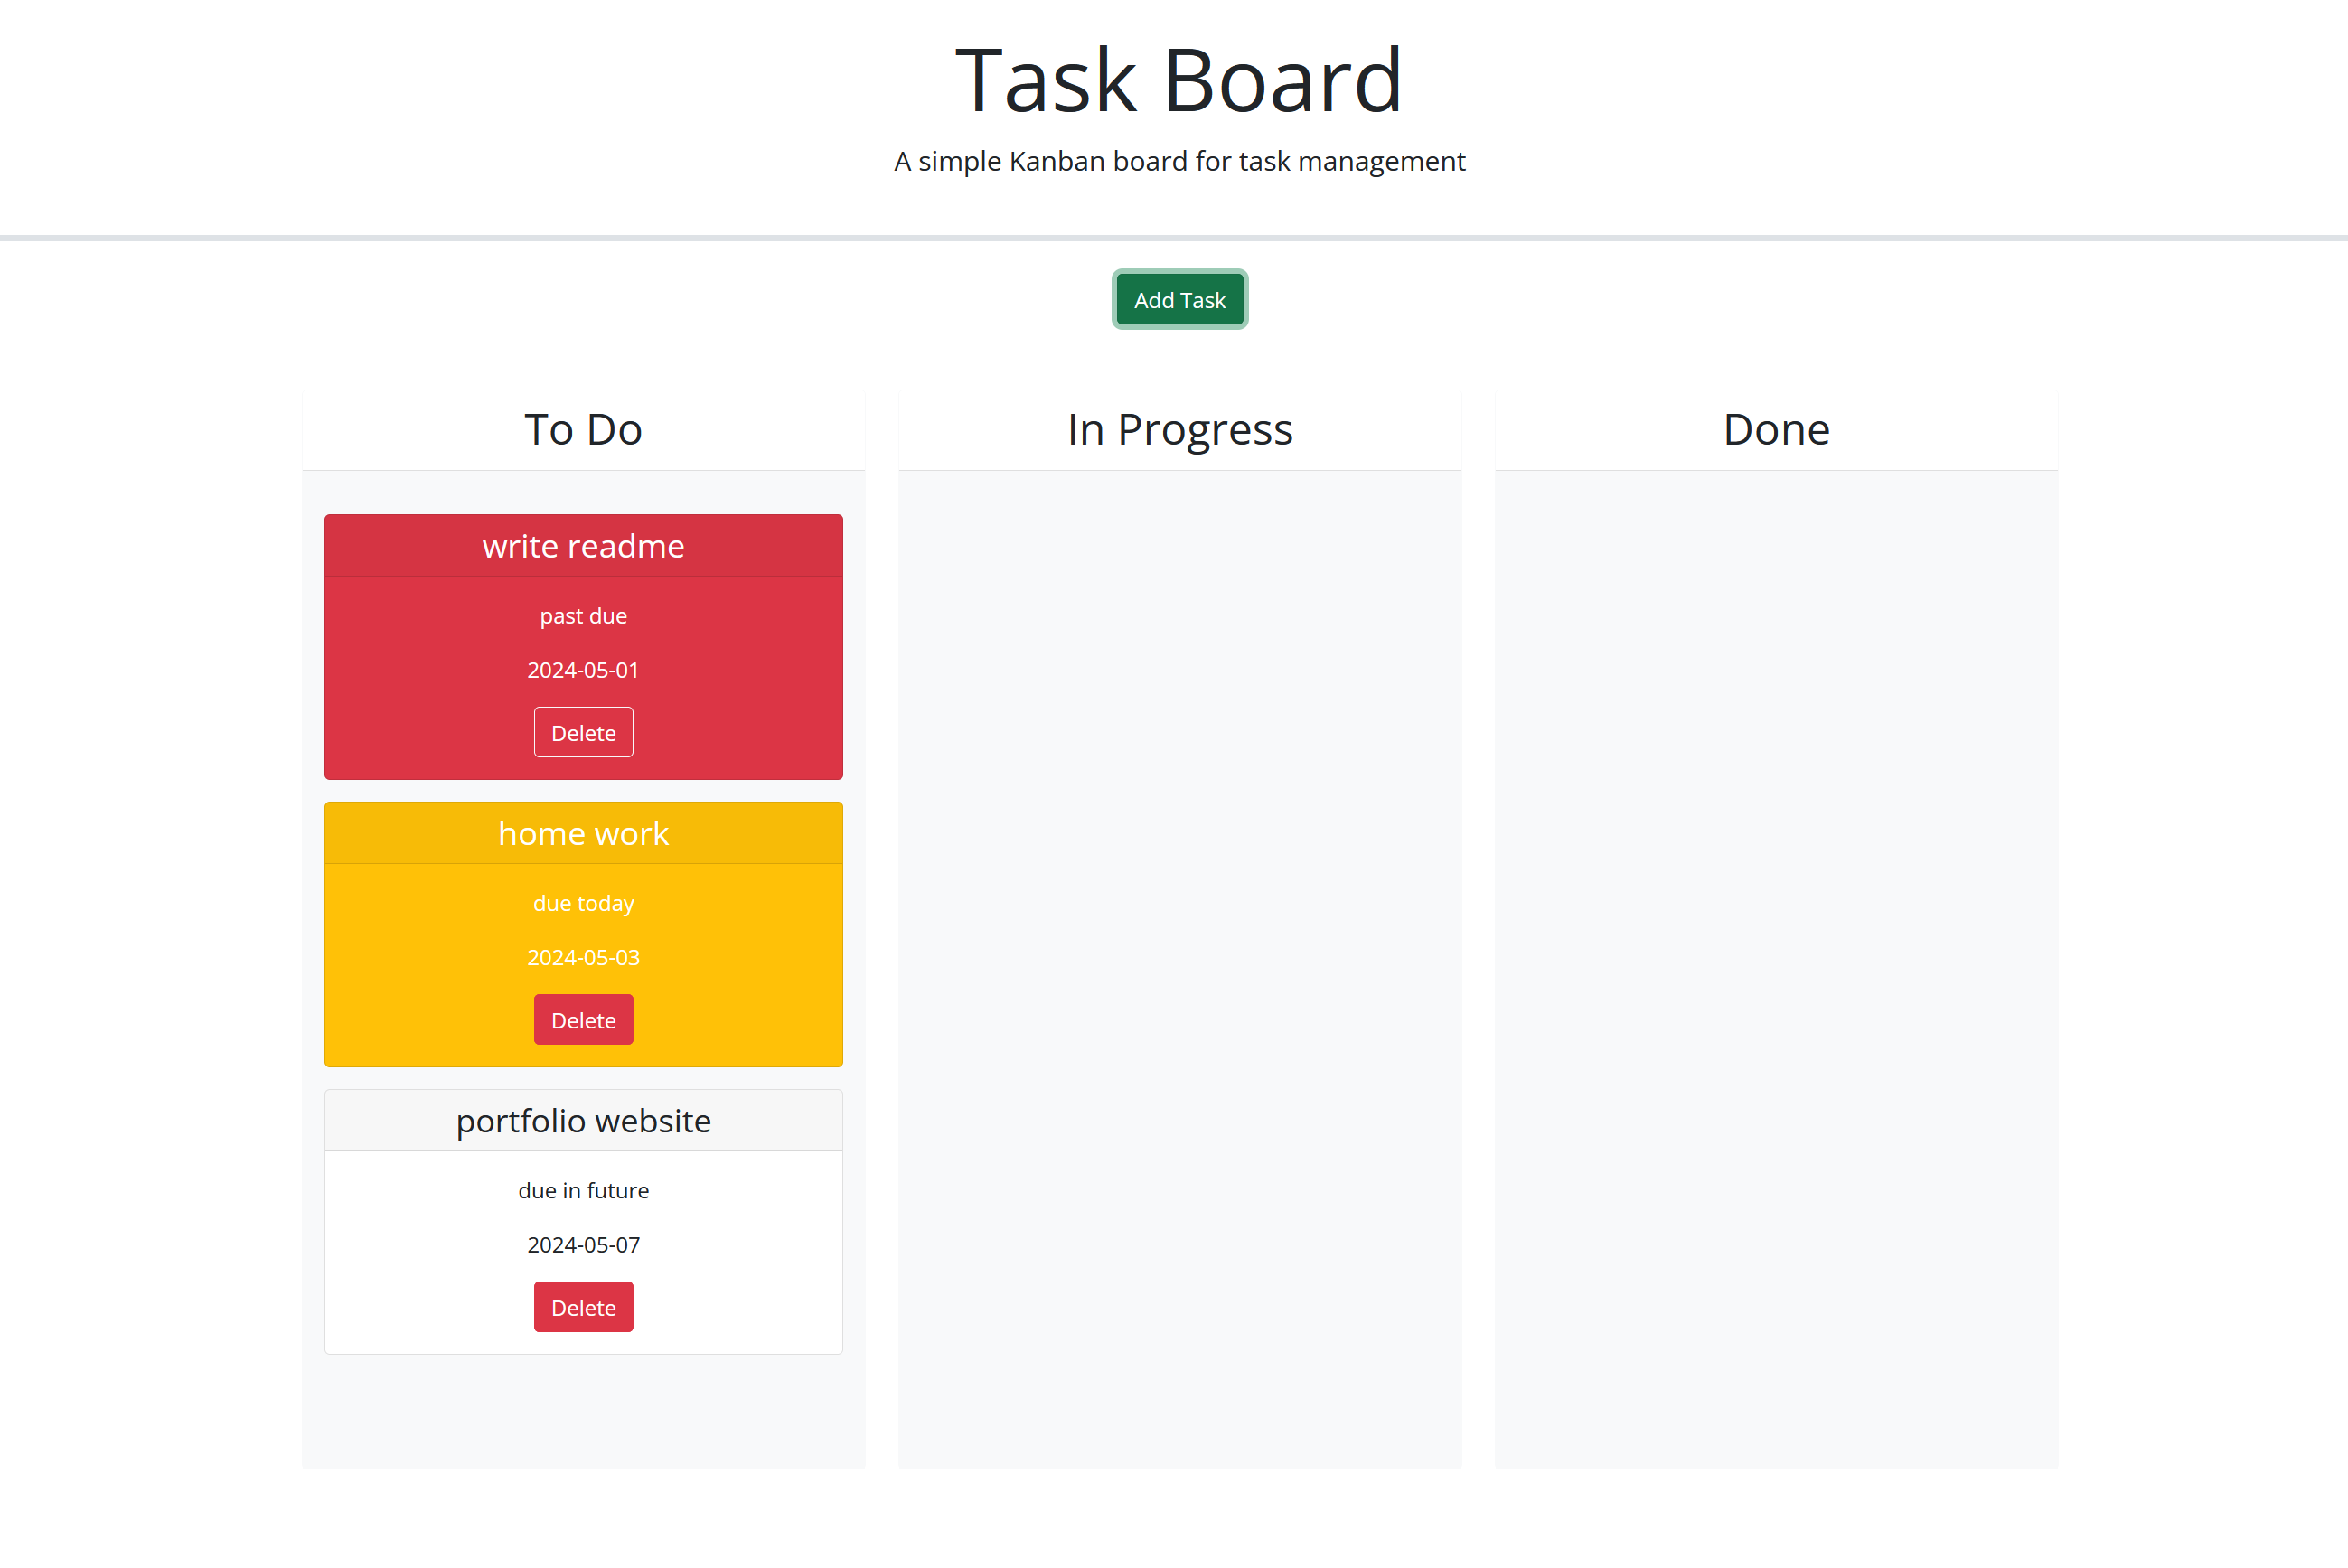 Task Board
A simple Kanban board for task management
Add Task
To Do
In Progress
Done
write readme
past due
2024-05-01
Delete
home work
due today
2024-05-03
Delete
portfolio website
due in future
2024-05-07
Delete